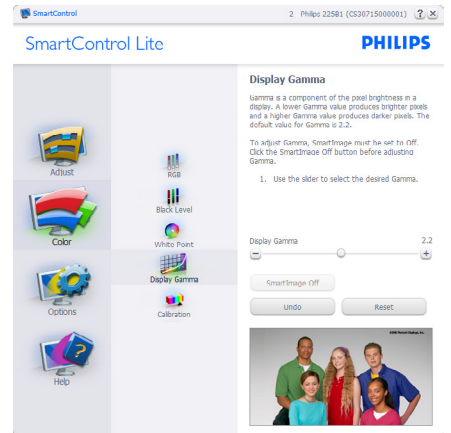 SmartControl
2 Philips 225B1 (CS30715000001) ? ×
SmartControl Lite
PHILIPS
Display Gamma
Gamma is a component of the pixel brightness in a
display. A lower Gamma value produces brighter pixels
and a higher Gamma value produces darker pixels. The
default value for Gamma is 2.2.
To adjust Gamma, SmartImage must be set to Off.
Click the SmartImage Off button before adjusting
Gamma.
1. Use the slider to select the desired Gamma.
Adjust
RGB
Black Level
Color
White Point
Display Gamma
Display Gamma 2.2
SmartImage Off
Options
Calibration
Undo
Reset
Help